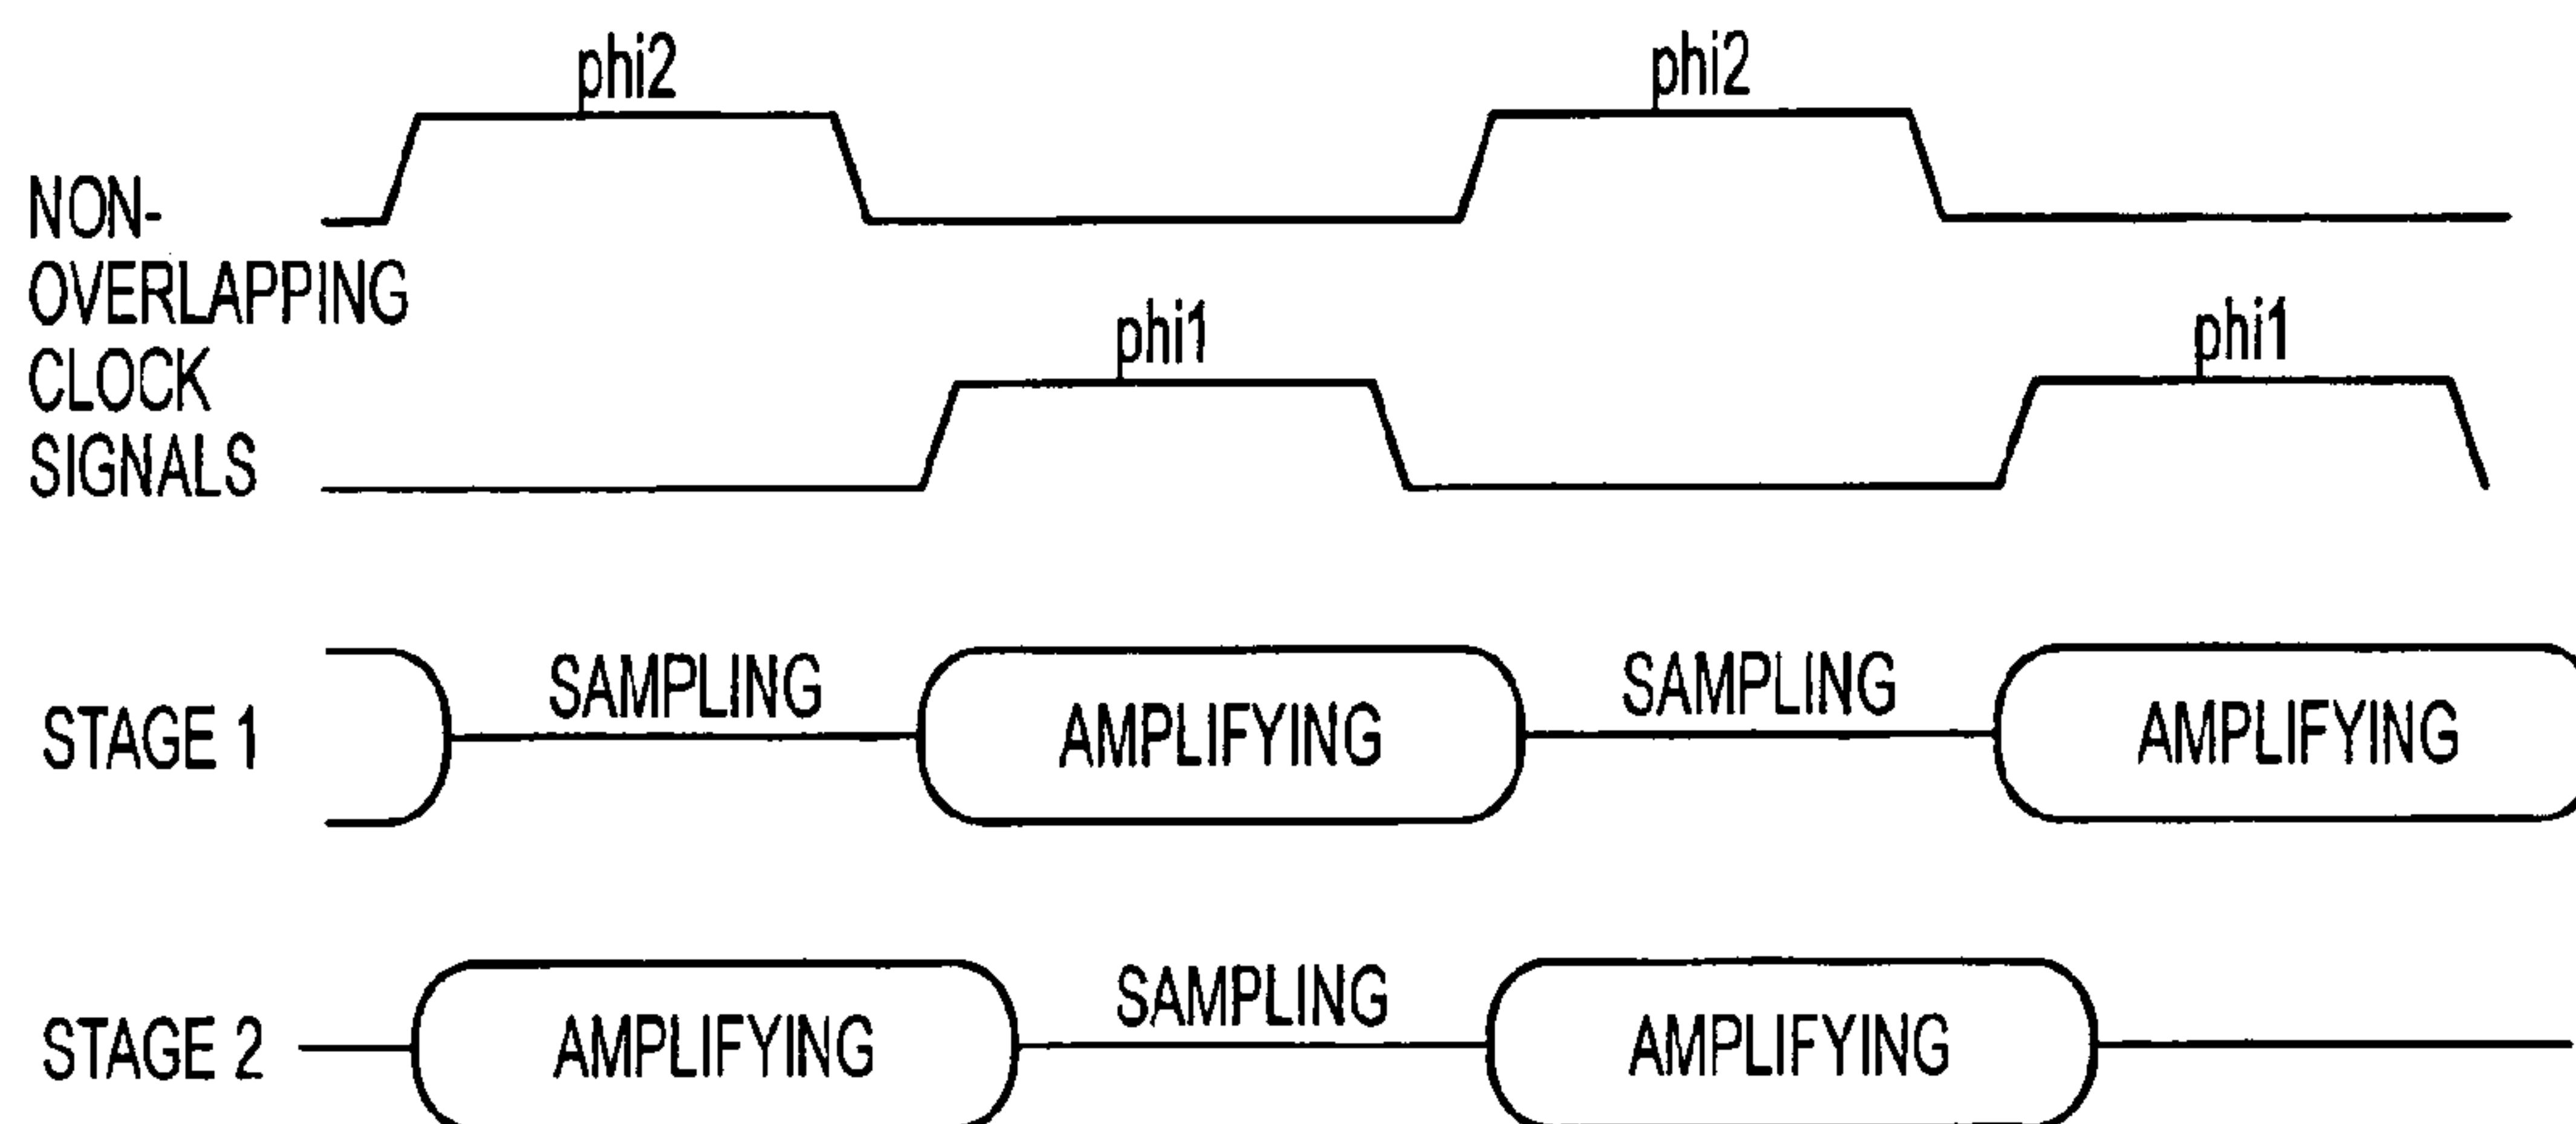 phi2
phi2
NON-
OVERLAPPING
CLOCK
SIGNALS
phi1
phi1
STAGE 1
SAMPLING
AMPLIFYING
SAMPLING
AMPLIFYING
STAGE 2
AMPLIFYING
SAMPLING
AMPLIFYING